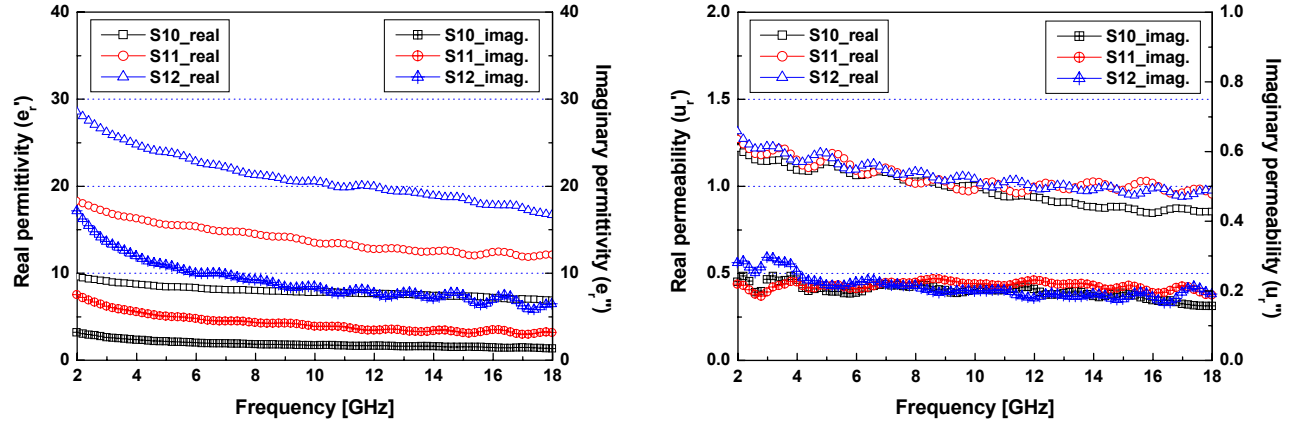 40
30
20
10
0
Real permittivity (e_r')
S10_real
S11_real
S12_real
S10_imag.
S11_imag.
S12_imag.
40
30
20
10
0
Imaginary permittivity (e_r'')
2 4 6 8 10 12 14 16 18
Frequency [GHz]
2.0
1.5
1.0
0.5
0.0
Real permeability (u_r')
S10_real
S11_real
S12_real
S10_imag.
S11_imag.
S12_imag.
1.0
0.8
0.6
0.4
0.2
0.0
Imaginary permeability (u_r'')
2 4 6 8 10 12 14 16 18
Frequency [GHz]